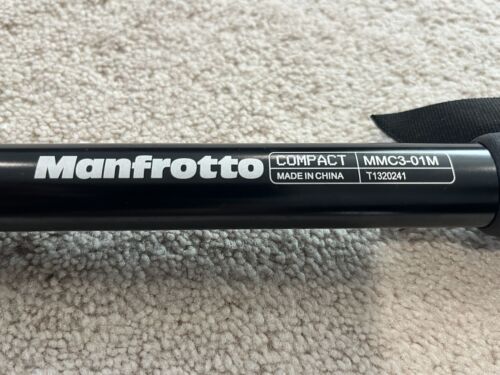 Manfrotto
COMPACT MMC3-01M
MADE IN CHINA T1320241